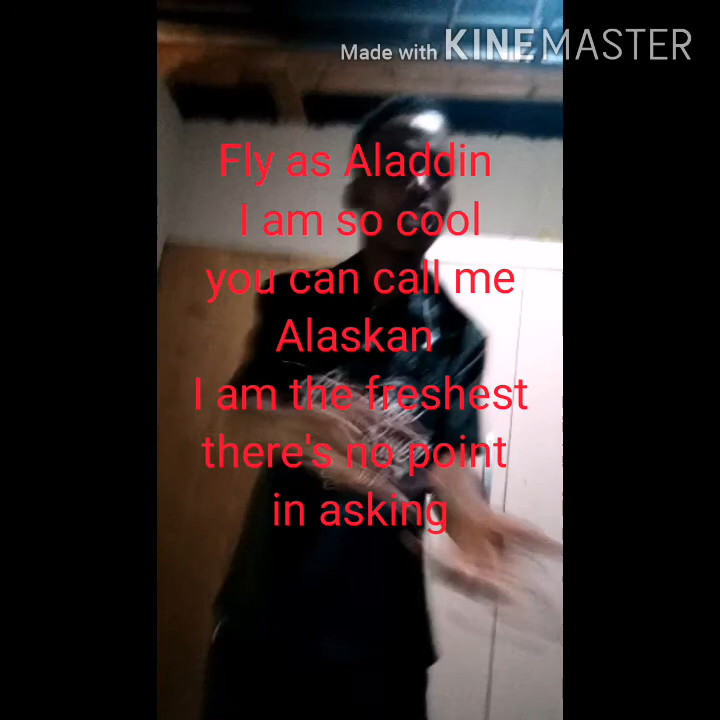 Made with KINEMASTER
Fly as Aladdin
I am so cool
you can call me
Alaskan
I am the freshest
there's no point
in asking